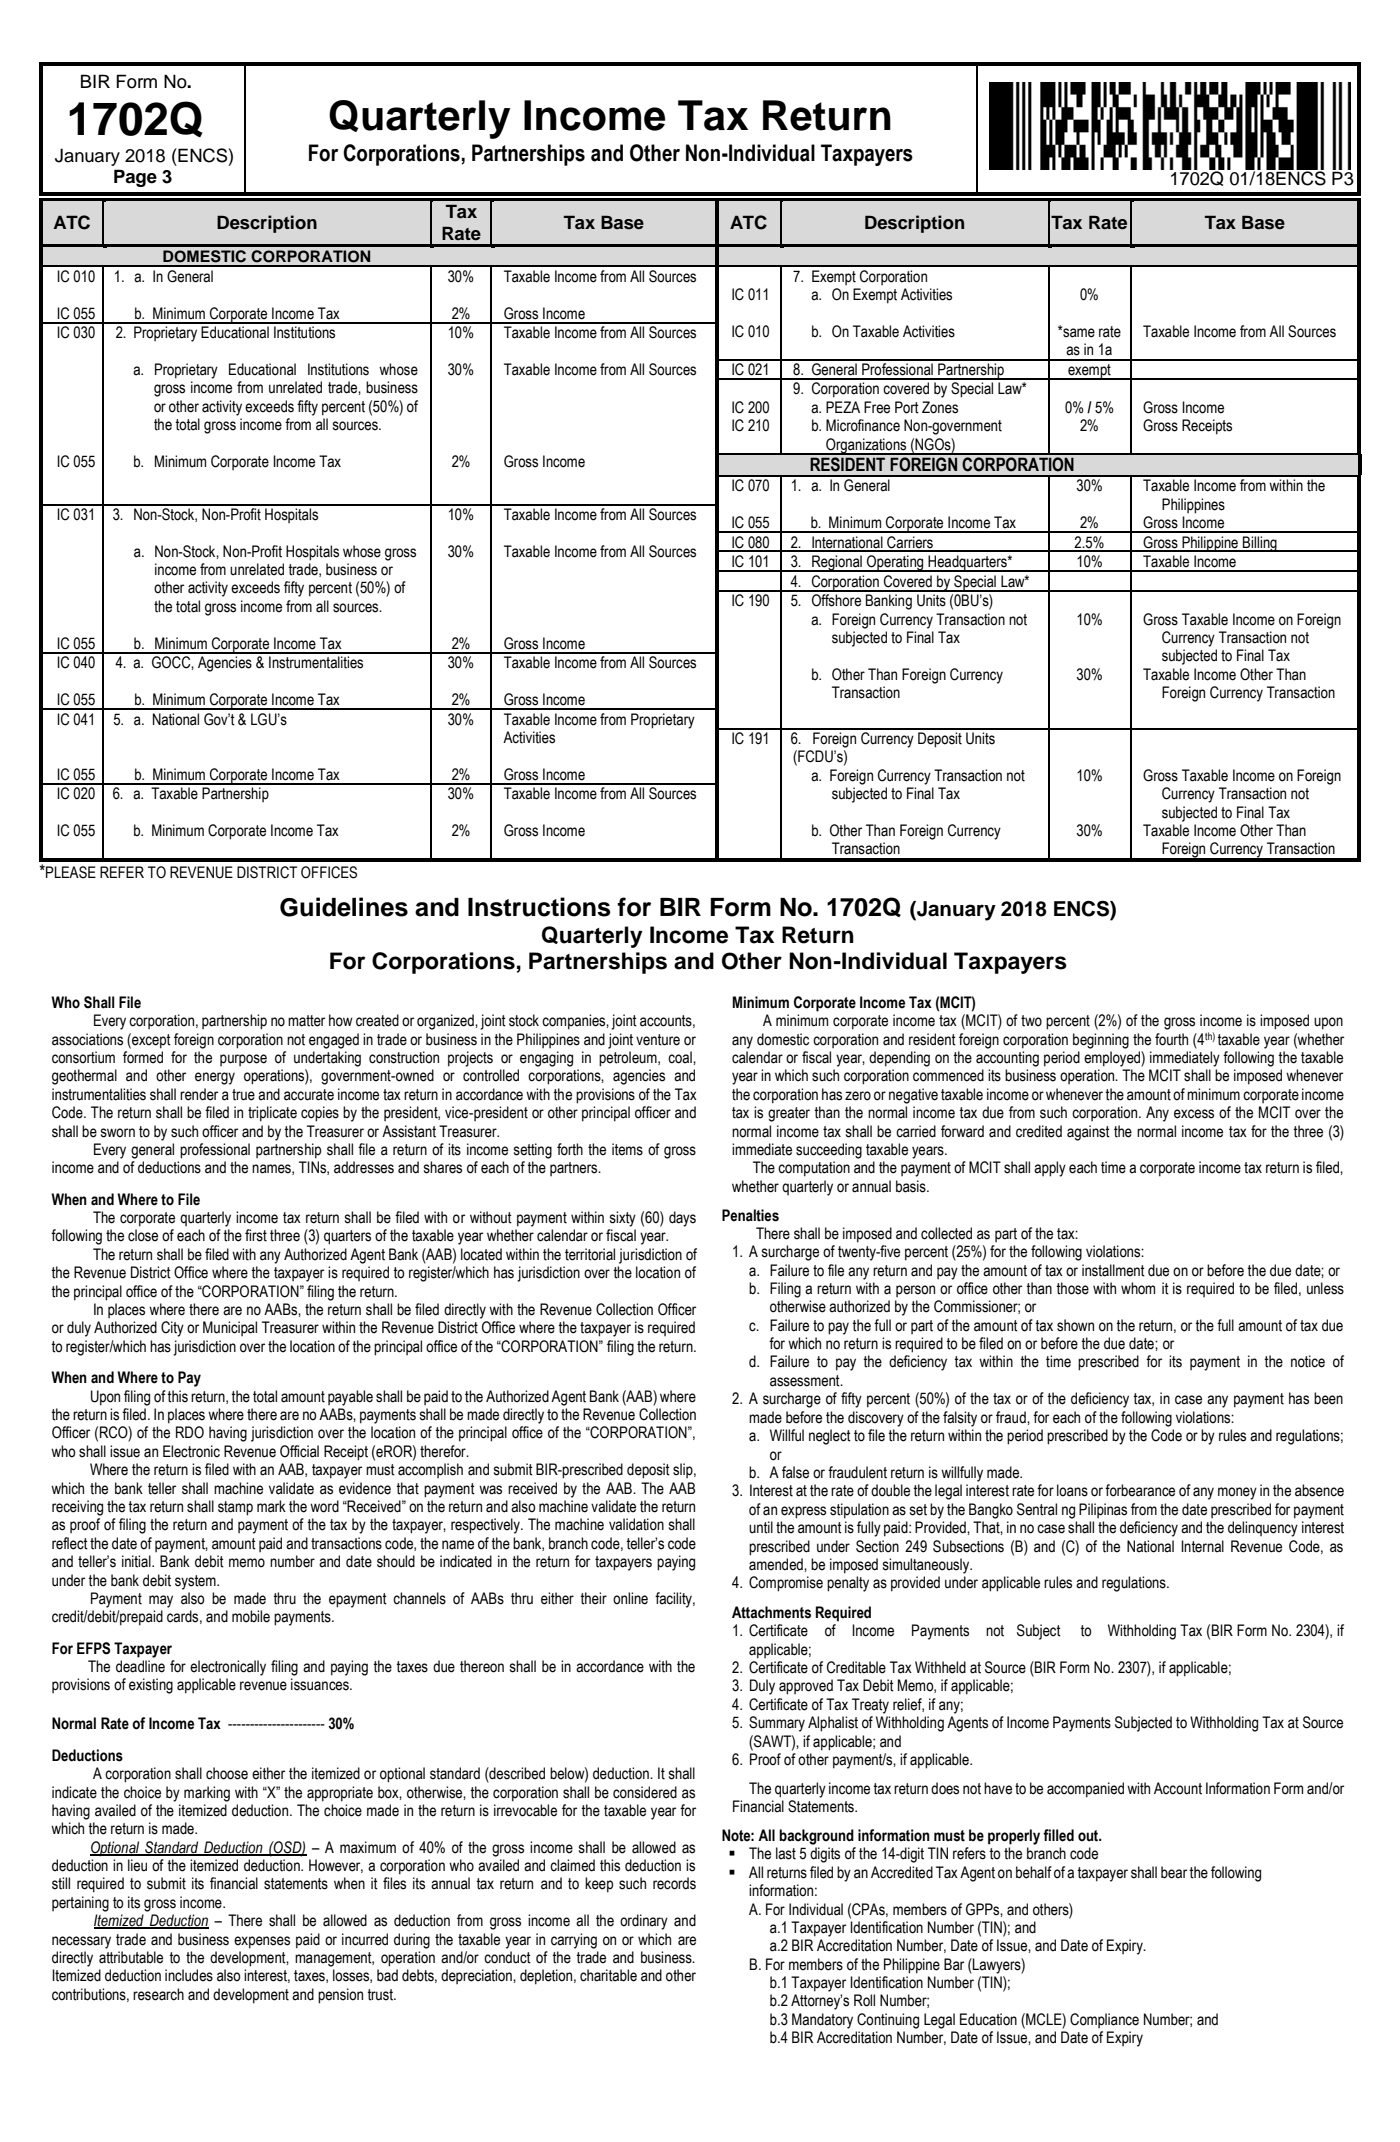 BIR Form No.
1702Q
January 2018 (ENCS)
Page 3
Quarterly Income Tax Return
For Corporations, Partnerships and Other Non-Individual Taxpayers
1702Q 01/18ENCS P3
ATC Description Tax Rate Tax Base
DOMESTIC CORPORATION
IC 010 1. a. In General 30% Taxable Income from All Sources
IC 055 b. Minimum Corporate Income Tax 2% Gross Income
IC 030 2. Proprietary Educational Institutions 10% Taxable Income from All Sources
a. Proprietary Educational Institutions whose 30% Taxable Income from All Sources
gross income from unrelated trade, business
or other activity exceeds fifty percent (50%) of
the total gross income from all sources.
IC 055 b. Minimum Corporate Income Tax 2% Gross Income
IC 031 3. Non-Stock, Non-Profit Hospitals 10% Taxable Income from All Sources
a. Non-Stock, Non-Profit Hospitals whose gross 30% Taxable Income from All Sources
income from unrelated trade, business or
other activity exceeds fifty percent (50%) of
the total gross income from all sources.
IC 055 b. Minimum Corporate Income Tax 2% Gross Income
IC 040 4. a. GOCC, Agencies & Instrumentalities 30% Taxable Income from All Sources
IC 055 b. Minimum Corporate Income Tax 2% Gross Income
IC 041 5. a. National Gov't & LGU's 30% Taxable Income from Proprietary
Activities
IC 055 b. Minimum Corporate Income Tax 2% Gross Income
IC 020 6. a. Taxable Partnership 30% Taxable Income from All Sources
IC 055 b. Minimum Corporate Income Tax 2% Gross Income
ATC Description Tax Rate Tax Base
7. Exempt Corporation
IC 011 a. On Exempt Activities 0%
IC 010 b. On Taxable Activities *same rate Taxable Income from All Sources
as in 1a
IC 021 8. General Professional Partnership exempt
9. Corporation covered by Special Law*
IC 200 a. PEZA Free Port Zones 0% / 5% Gross Income
IC 210 b. Microfinance Non-government 2% Gross Receipts
Organizations (NGOs)
RESIDENT FOREIGN CORPORATION
IC 070 1. a. In General 30% Taxable Income from within the
Philippines
IC 055 b. Minimum Corporate Income Tax 2% Gross Income
IC 080 2. International Carriers 2.5% Gross Philippine Billing
IC 101 3. Regional Operating Headquarters* 10% Taxable Income
4. Corporation Covered by Special Law*
IC 190 5. Offshore Banking Units (0BU's)
a. Foreign Currency Transaction not 10% Gross Taxable Income on Foreign
subjected to Final Tax Currency Transaction not
subjected to Final Tax
b. Other Than Foreign Currency 30% Taxable Income Other Than
Transaction Foreign Currency Transaction
IC 191 6. Foreign Currency Deposit Units
(FCDU's)
a. Foreign Currency Transaction not 10% Gross Taxable Income on Foreign
subjected to Final Tax Currency Transaction not
subjected to Final Tax
b. Other Than Foreign Currency 30% Taxable Income Other Than
Transaction Foreign Currency Transaction
*PLEASE REFER TO REVENUE DISTRICT OFFICES
Guidelines and Instructions for BIR Form No. 1702Q (January 2018 ENCS)
Quarterly Income Tax Return
For Corporations, Partnerships and Other Non-Individual Taxpayers
Who Shall File
Every corporation, partnership no matter how created or organized, joint stock companies, joint accounts,
associations (except foreign corporation not engaged in trade or business in the Philippines and joint venture or
consortium formed for the purpose of undertaking construction projects or engaging in petroleum, coal,
geothermal and other energy operations), government-owned or controlled corporations, agencies and
instrumentalities shall render a true and accurate income tax return in accordance with the provisions of the Tax
Code. The return shall be filed in triplicate copies by the president, vice-president or other principal officer and
shall be sworn to by such officer and by the Treasurer or Assistant Treasurer.
Every general professional partnership shall file a return of its income setting forth the items of gross
income and of deductions and the names, TINs, addresses and shares of each of the partners.
When and Where to File
The corporate quarterly income tax return shall be filed with or without payment within sixty (60) days
following the close of each of the first three (3) quarters of the taxable year whether calendar or fiscal year.
The return shall be filed with any Authorized Agent Bank (AAB) located within the territorial jurisdiction of
the Revenue District Office where the taxpayer is required to register/which has jurisdiction over the location of
the principal office of the “CORPORATION” filing the return.
In places where there are no AABs, the return shall be filed directly with the Revenue Collection Officer
or duly Authorized City or Municipal Treasurer within the Revenue District Office where the taxpayer is required
to register/which has jurisdiction over the location of the principal office of the “CORPORATION” filing the return.
When and Where to Pay
Upon filing of this return, the total amount payable shall be paid to the Authorized Agent Bank (AAB) where
the return is filed. In places where there are no AABs, payments shall be made directly to the Revenue Collection
Officer (RCO) of the RDO having jurisdiction over the location of the principal office of the “CORPORATION”,
who shall issue an Electronic Revenue Official Receipt (eROR) therefor.
Where the return is filed with an AAB, taxpayer must accomplish and submit BIR-prescribed deposit slip,
which the bank teller shall machine validate as evidence that payment was received by the AAB. The AAB
receiving the tax return shall stamp mark the word “Received” on the return and also machine validate the return
as proof of filing the return and payment of the tax by the taxpayer, respectively. The machine validation shall
reflect the date of payment, amount paid and transactions code, the name of the bank, branch code, teller's code
and teller's initial. Bank debit memo number and date should be indicated in the return for taxpayers paying
under the bank debit system.
Payment may also be made thru the epayment channels of AABs thru either their online facility,
credit/debit/prepaid cards, and mobile payments.
For EFPS Taxpayer
The deadline for electronically filing and paying the taxes due thereon shall be in accordance with the
provisions of existing applicable revenue issuances.
Normal Rate of Income Tax ---------------------- 30%
Deductions
A corporation shall choose either the itemized or optional standard (described below) deduction. It shall
indicate the choice by marking with “X” the appropriate box, otherwise, the corporation shall be considered as
having availed of the itemized deduction. The choice made in the return is irrevocable for the taxable year for
which the return is made.
Optional Standard Deduction (OSD) – A maximum of 40% of the gross income shall be allowed as
deduction in lieu of the itemized deduction. However, a corporation who availed and claimed this deduction is
still required to submit its financial statements when it files its annual tax return and to keep such records
pertaining to its gross income.
Itemized Deduction – There shall be allowed as deduction from gross income all the ordinary and
necessary trade and business expenses paid or incurred during the taxable year in carrying on or which are
directly attributable to the development, management, operation and/or conduct of the trade and business.
Itemized deduction includes also interest, taxes, losses, bad debts, depreciation, depletion, charitable and other
contributions, research and development and pension trust.
Minimum Corporate Income Tax (MCIT)
A minimum corporate income tax (MCIT) of two percent (2%) of the gross income is imposed upon
any domestic corporation and resident foreign corporation beginning the fourth (4th) taxable year (whether
calendar or fiscal year, depending on the accounting period employed) immediately following the taxable
year in which such corporation commenced its business operation. The MCIT shall be imposed whenever
the corporation has zero or negative taxable income or whenever the amount of minimum corporate income
tax is greater than the normal income tax due from such corporation. Any excess of the MCIT over the
normal income tax shall be carried forward and credited against the normal income tax for the three (3)
immediate succeeding taxable years.
The computation and the payment of MCIT shall apply each time a corporate income tax return is filed,
whether quarterly or annual basis.
Penalties
There shall be imposed and collected as part of the tax:
1. A surcharge of twenty-five percent (25%) for the following violations:
a. Failure to file any return and pay the amount of tax or installment due on or before the due date; or
b. Filing a return with a person or office other than those with whom it is required to be filed, unless
otherwise authorized by the Commissioner; or
c. Failure to pay the full or part of the amount of tax shown on the return, or the full amount of tax due
for which no return is required to be filed on or before the due date; or
d. Failure to pay the deficiency tax within the time prescribed for its payment in the notice of
assessment.
2. A surcharge of fifty percent (50%) of the tax or of the deficiency tax, in case any payment has been
made before the discovery of the falsity or fraud, for each of the following violations:
a. Willful neglect to file the return within the period prescribed by the Code or by rules and regulations;
or
b. A false or fraudulent return is willfully made.
3. Interest at the rate of double the legal interest rate for loans or forbearance of any money in the absence
of an express stipulation as set by the Bangko Sentral ng Pilipinas from the date prescribed for payment
until the amount is fully paid: Provided, That, in no case shall the deficiency and the delinquency interest
prescribed under Section 249 Subsections (B) and (C) of the National Internal Revenue Code, as
amended, be imposed simultaneously.
4. Compromise penalty as provided under applicable rules and regulations.
Attachments Required
1. Certificate of Income Payments not Subject to Withholding Tax (BIR Form No. 2304), if
applicable;
2. Certificate of Creditable Tax Withheld at Source (BIR Form No. 2307), if applicable;
3. Duly approved Tax Debit Memo, if applicable;
4. Certificate of Tax Treaty relief, if any;
5. Summary Alphalist of Withholding Agents of Income Payments Subjected to Withholding Tax at Source
(SAWT), if applicable; and
6. Proof of other payment/s, if applicable.
The quarterly income tax return does not have to be accompanied with Account Information Form and/or
Financial Statements.
Note: All background information must be properly filled out.
▪ The last 5 digits of the 14-digit TIN refers to the branch code
▪ All returns filed by an Accredited Tax Agent on behalf of a taxpayer shall bear the following
information:
A. For Individual (CPAs, members of GPPs, and others)
a.1 Taxpayer Identification Number (TIN); and
a.2 BIR Accreditation Number, Date of Issue, and Date of Expiry.
B. For members of the Philippine Bar (Lawyers)
b.1 Taxpayer Identification Number (TIN);
b.2 Attorney's Roll Number;
b.3 Mandatory Continuing Legal Education (MCLE) Compliance Number; and
b.4 BIR Accreditation Number, Date of Issue, and Date of Expiry